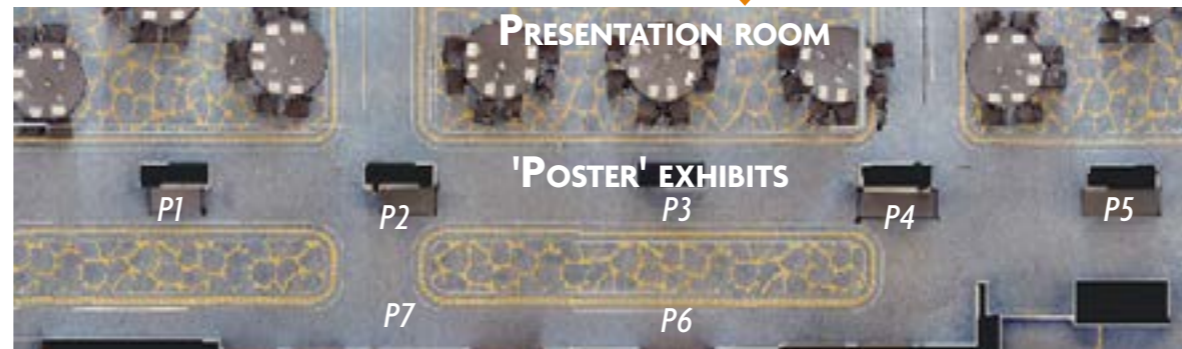 PRESENTATION ROOM
'POSTER' EXHIBITS
P1
P2
P3
P4
P5
P7
P6